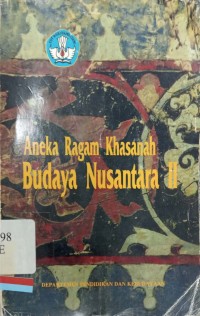 Aneka Ragam Khasanah
Budaya Nusantara II
98
E
DEPARTEMEN PENDIDIKAN DAN KEBUDAYAAN